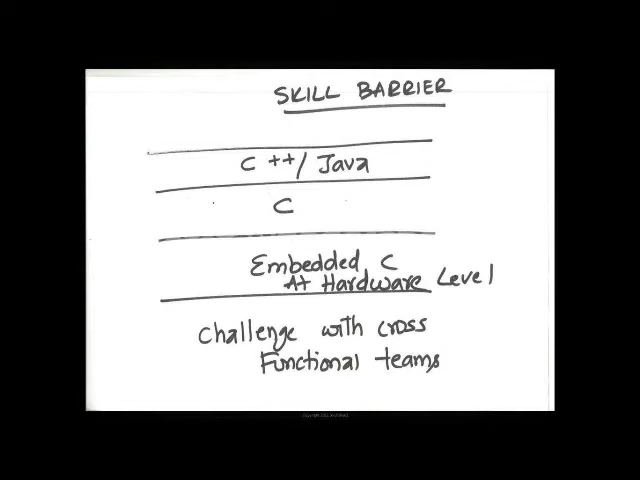 SKILL BARRIER
C ++/ Java
C
Embedded C
At Hardware Level
Challenge with cross
Functional teams